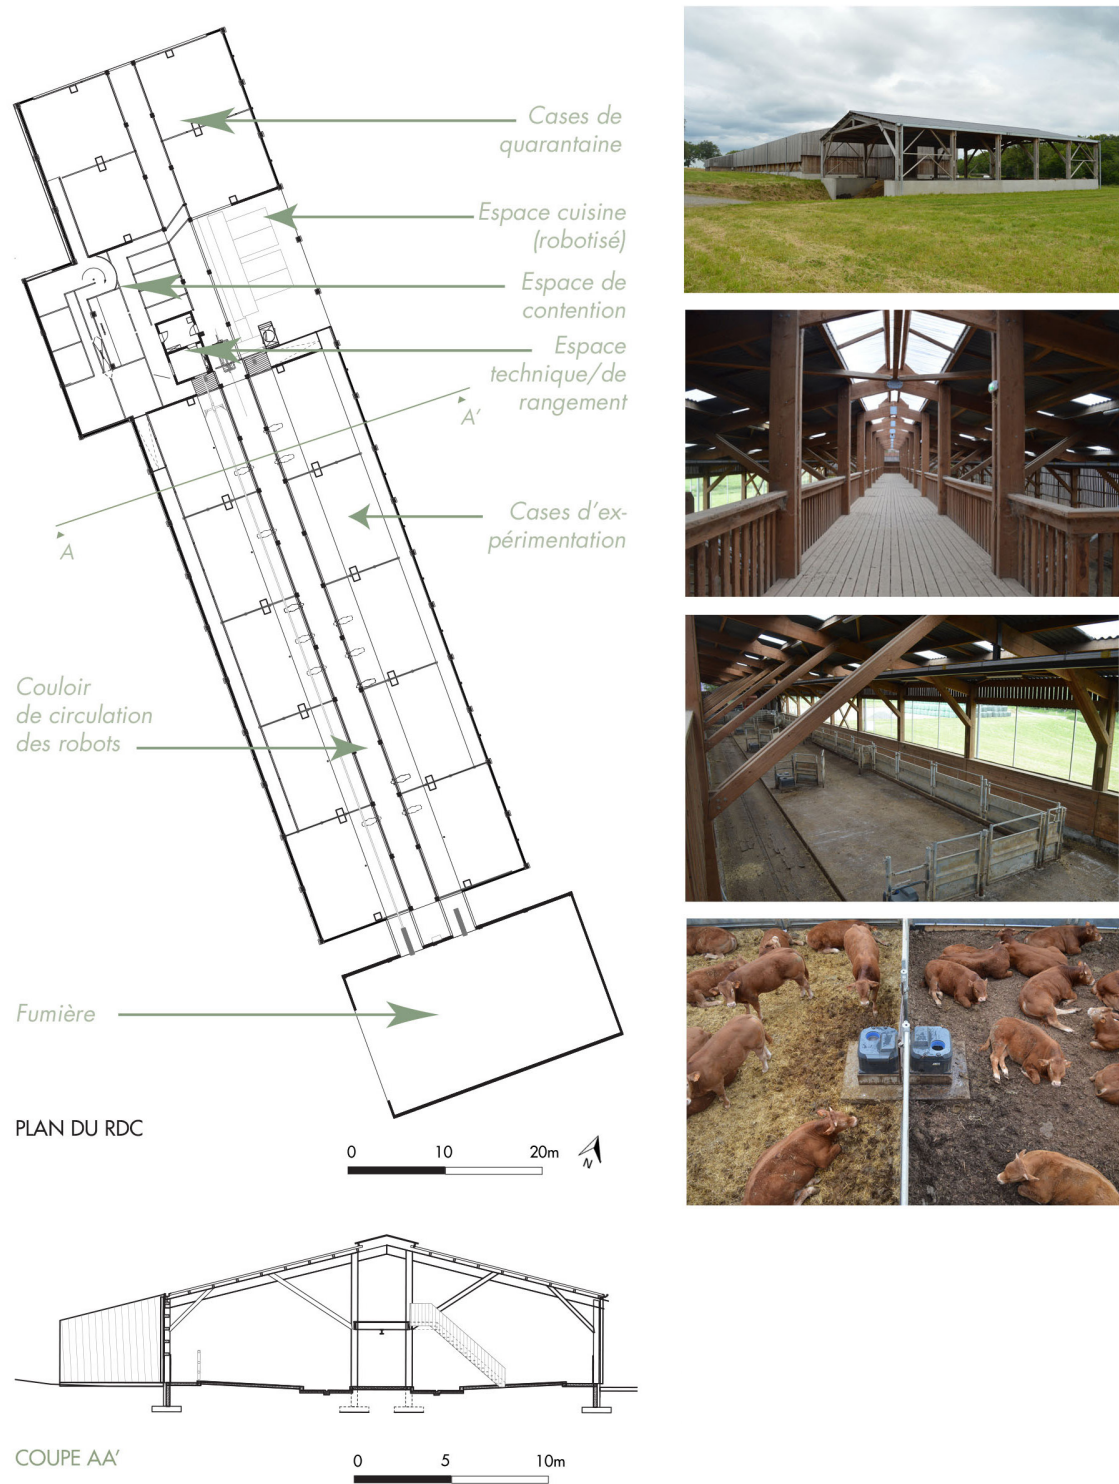 Cases de
quarantaine
Espace cuisine
(robotisé)
Espace de
contention
Espace
technique/de
rangement
A'
A
Cases d'ex-
périmentation
Couloir
de circulation
des robots
Fumière
PLAN DU RDC
0 10 20m
N
COUPE AA'
0 5 10m